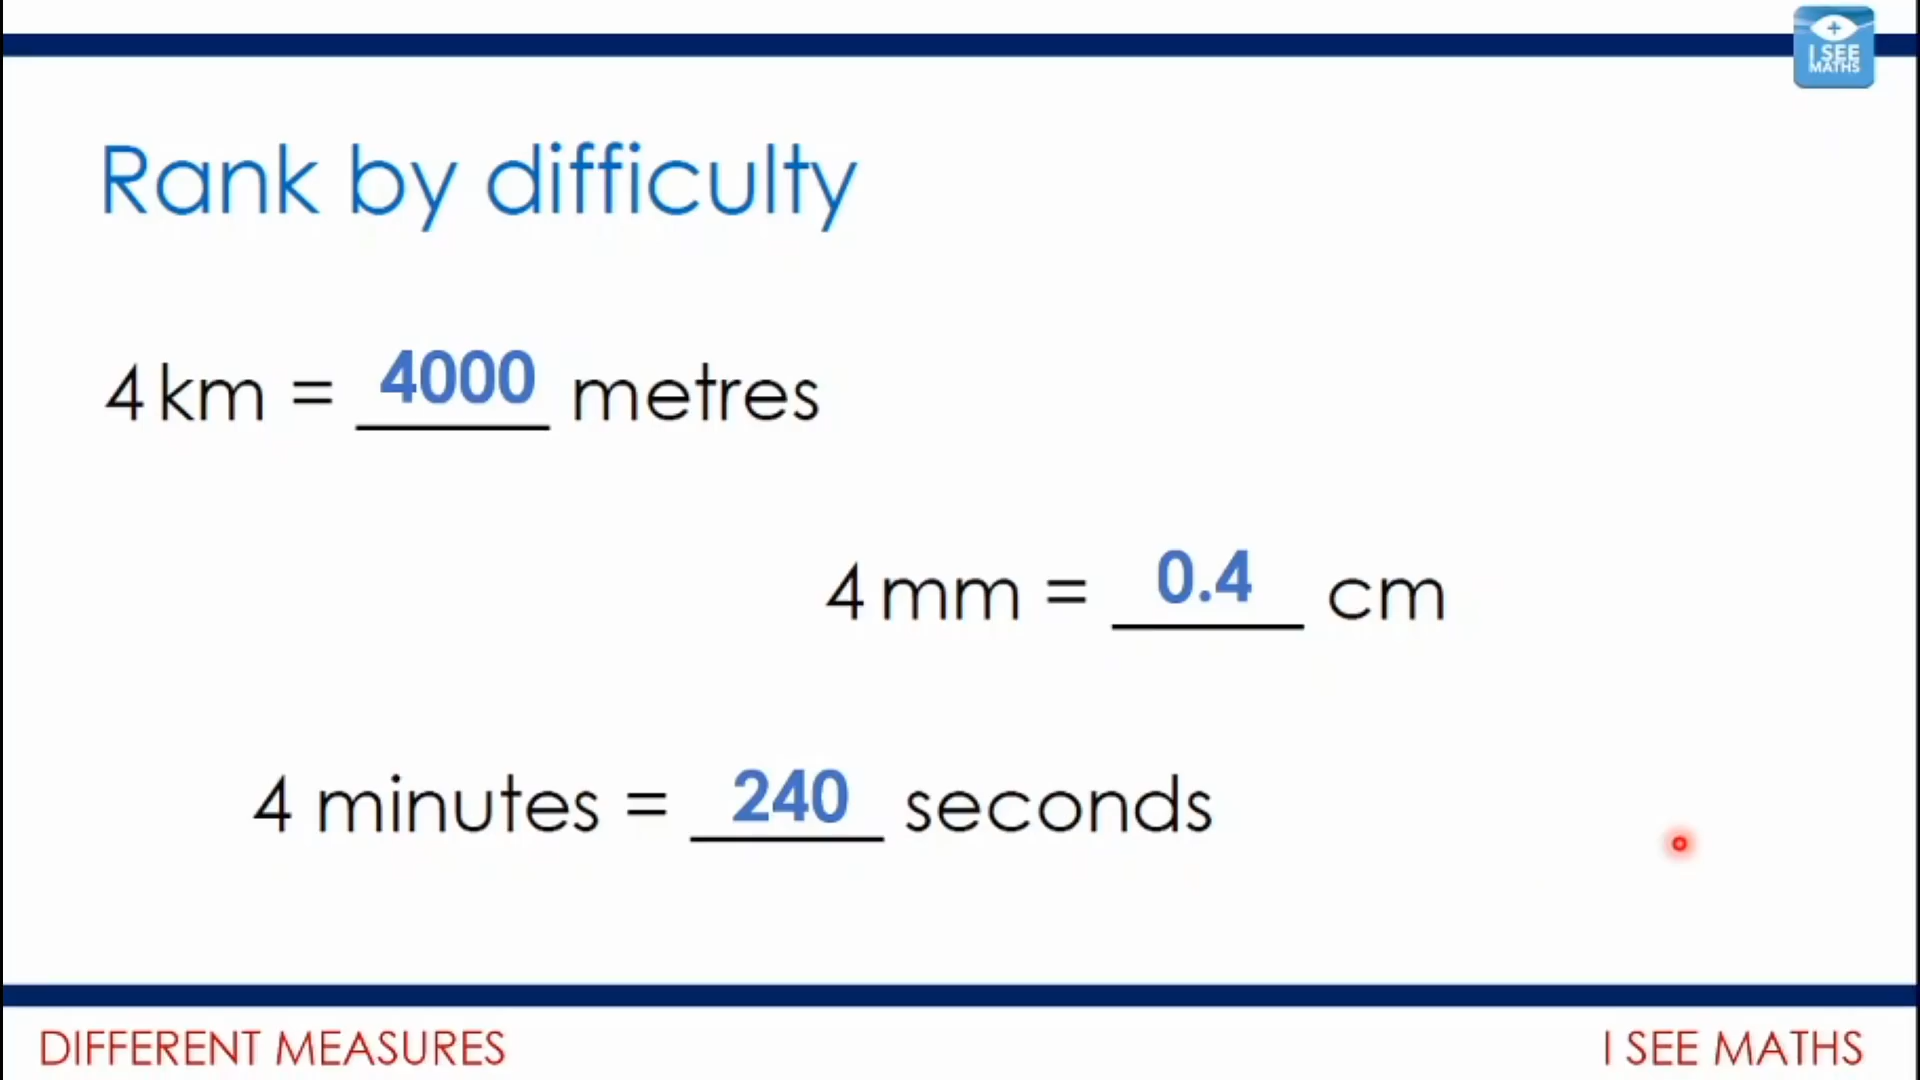 I SEE
MATHS
Rank by difficulty
4 km = 4000 metres
4 mm = 0.4 cm
4 minutes = 240 seconds
DIFFERENT MEASURES
I SEE MATHS